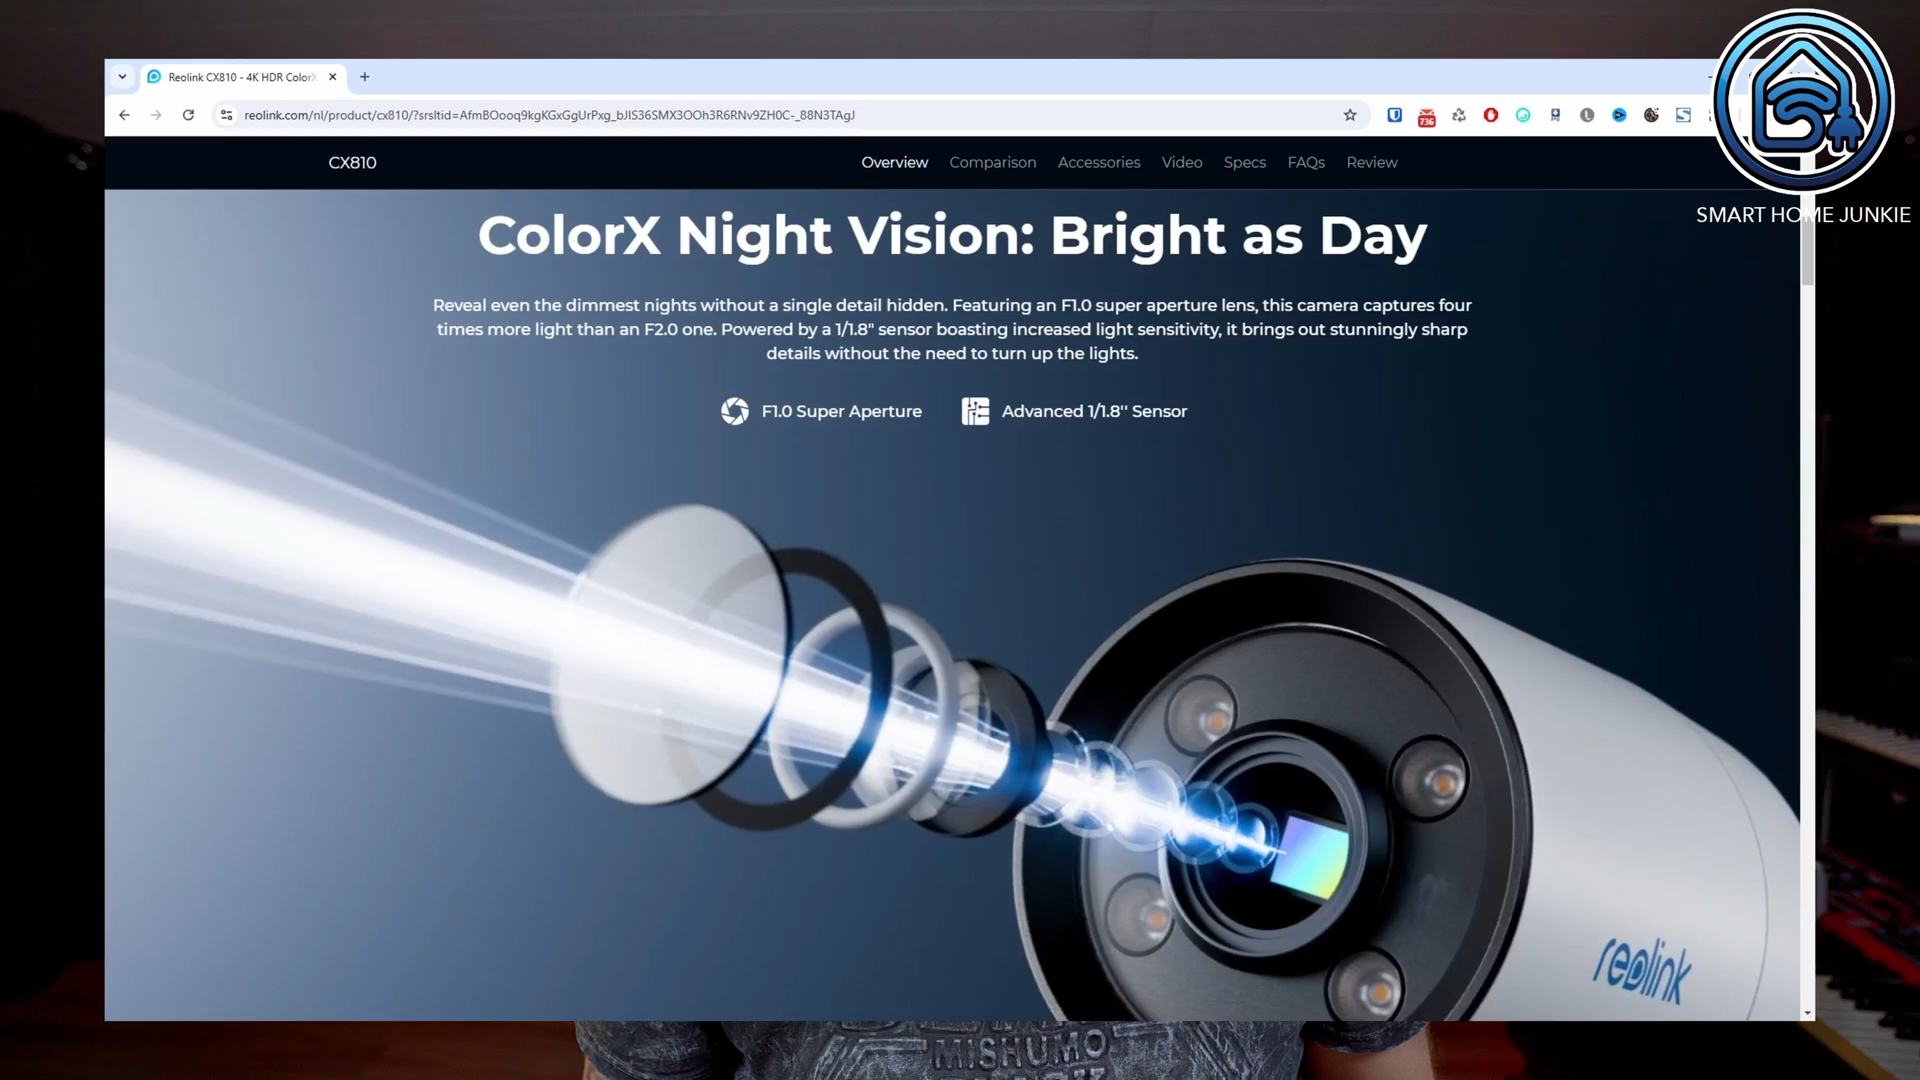 Reolink CX810 - 4K HDR ColorX
reolink.com/nl/product/cx810/?srsltid=AfmBOooq9kgKGxGgUrPxg_bJIS36SMX3OOh3R6RNv9ZH0C-_88N3TAgJ
736
CX810
Overview
Comparison
Accessories
Video
Specs
FAQs
Review
SMART HOME JUNKIE
ColorX Night Vision: Bright as Day
Reveal even the dimmest nights without a single detail hidden. Featuring an F1.0 super aperture lens, this camera captures four
times more light than an F2.0 one. Powered by a 1/1.8" sensor boasting increased light sensitivity, it brings out stunningly sharp
details without the need to turn up the lights.
F1.0 Super Aperture
Advanced 1/1.8'' Sensor
reolink
MISHUMO